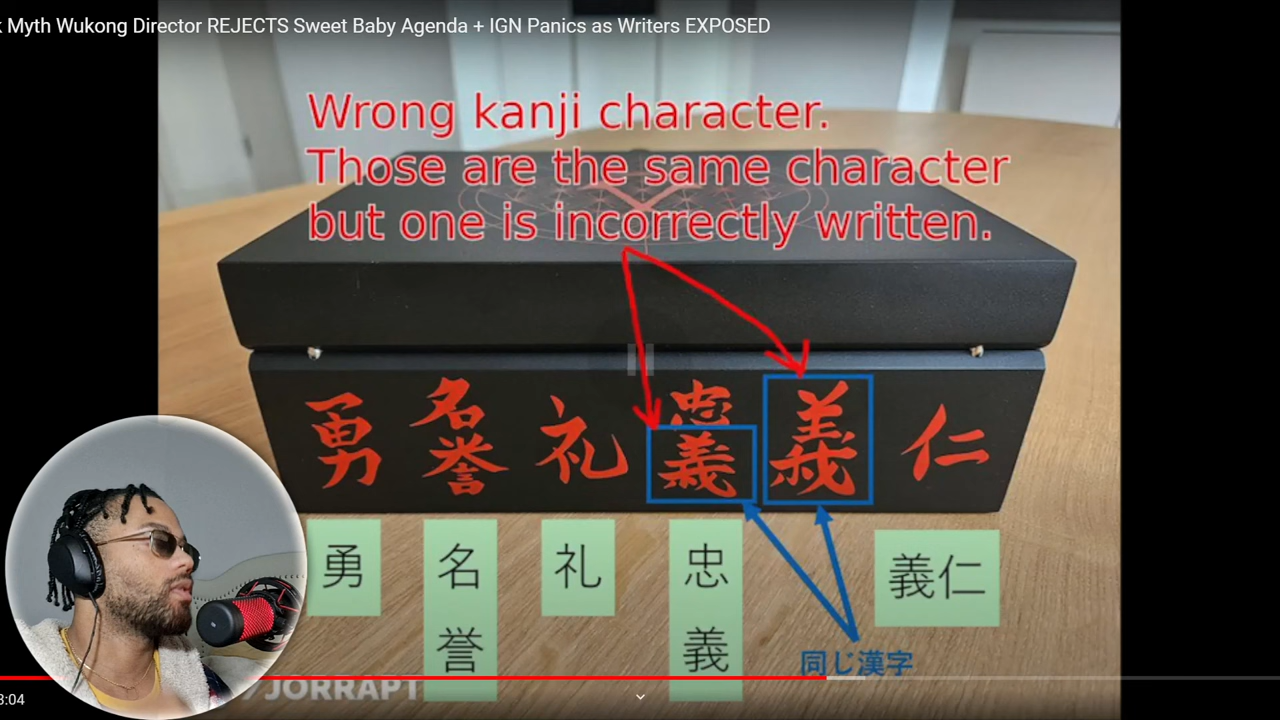 k Myth Wukong Director REJECTS Sweet Baby Agenda + IGN Panics as Writers EXPOSED
Wrong kanji character.
Those are the same character
but one is incorrectly written.
勇 名誉 礼 忠義 義 仁
勇 名誉 礼 忠義 義仁
同じ漢字
/JORRAPT
3:04